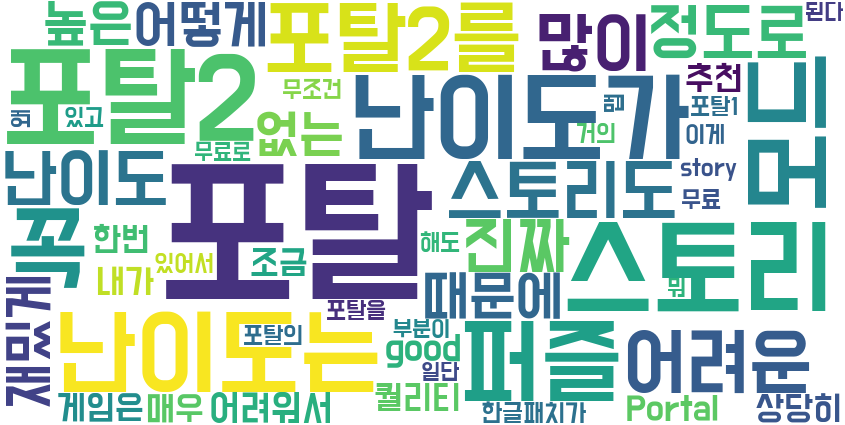 높은
어떻게
포탈2를
많이
정도로
된다
포탈2
무조건
난이도가
추천
니머
있고
없는
포탈1
거의
이게
무료로
난이도
포탈
스토리도
story
무료
꼭
한번
진짜
스토리
있어서
조금
해도
내가
뭐
재밌게
때문에
포탈을
난이도는
포탈의
부분이
퍼즐
어려운
good
일단
게임은
매우
어려워서
퀄리티
한글패치가
Portal
상당히